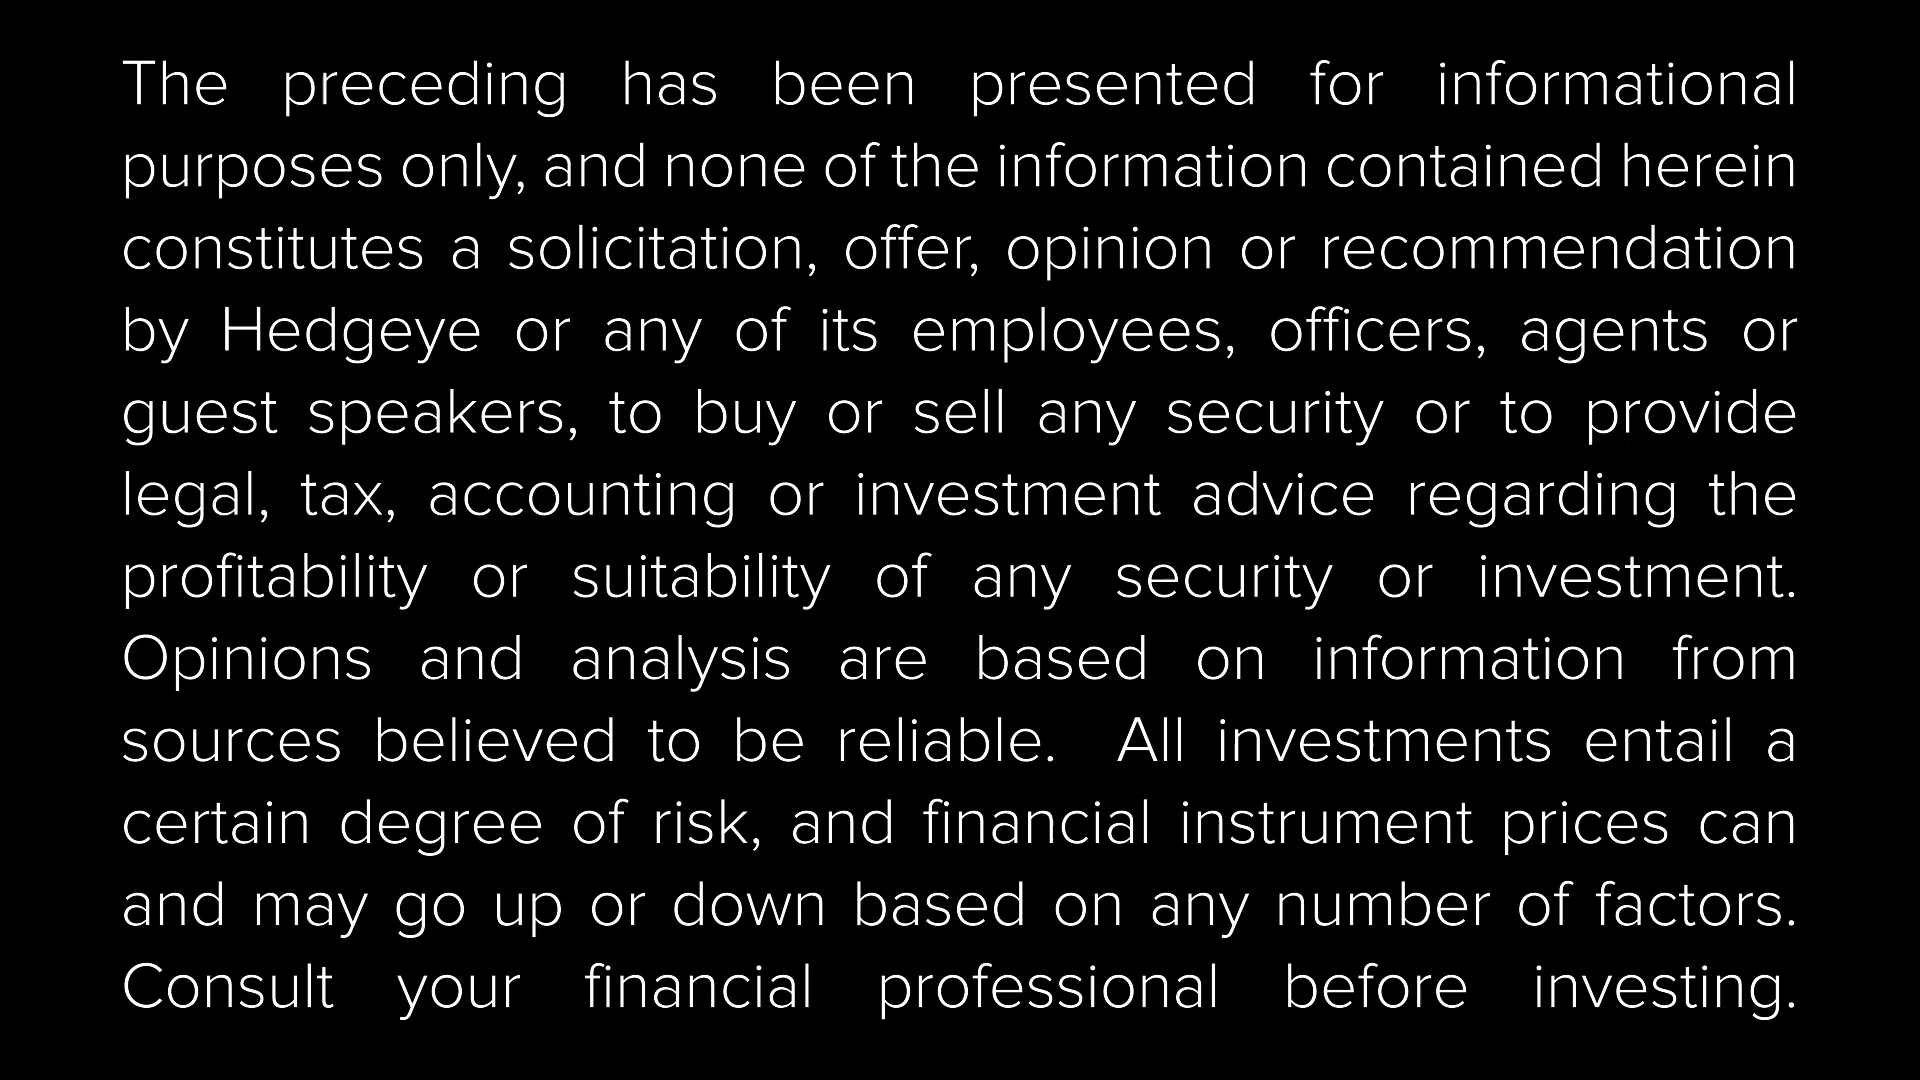 The preceding has been presented for informational
purposes only, and none of the information contained herein
constitutes a solicitation, offer, opinion or recommendation
by Hedgeye or any of its employees, officers, agents or
guest speakers, to buy or sell any security or to provide
legal, tax, accounting or investment advice regarding the
profitability or suitability of any security or investment.
Opinions and analysis are based on information from
sources believed to be reliable.  All investments entail a
certain degree of risk, and financial instrument prices can
and may go up or down based on any number of factors.
Consult your financial professional before investing.